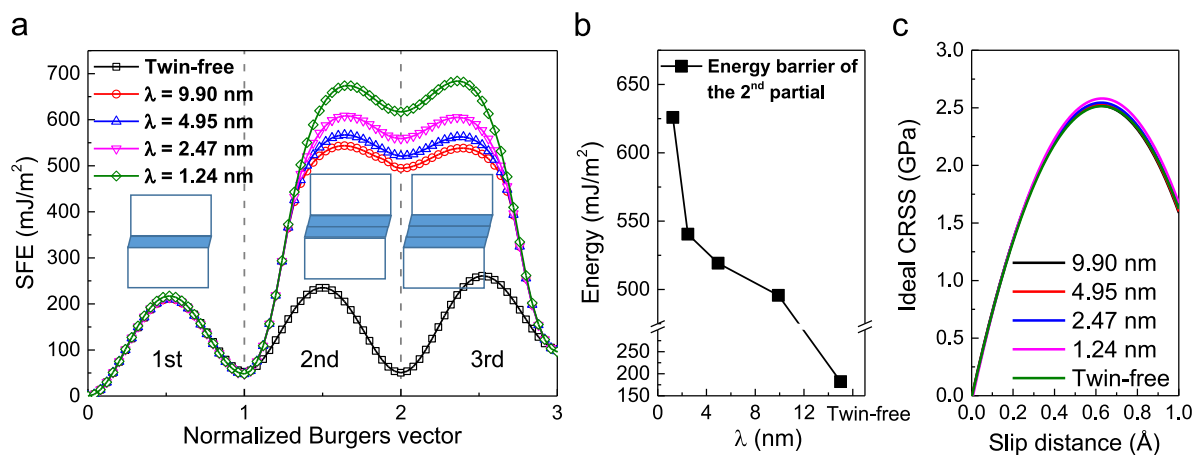 a
SFE (mJ/m²)
700
600
500
400
300
200
100
0
Twin-free
λ = 9.90 nm
λ = 4.95 nm
λ = 2.47 nm
λ = 1.24 nm
1st
2nd
3rd
0
1
2
3
Normalized Burgers vector
b
Energy (mJ/m²)
650
600
550
500
250
200
150
Energy barrier of
the 2nd partial
0
4
8
12
Twin-free
λ (nm)
c
Ideal CRSS (GPa)
3.0
2.5
2.0
1.5
1.0
0.5
0.0
9.90 nm
4.95 nm
2.47 nm
1.24 nm
Twin-free
0.0
0.2
0.4
0.6
0.8
1.0
Slip distance (Å)